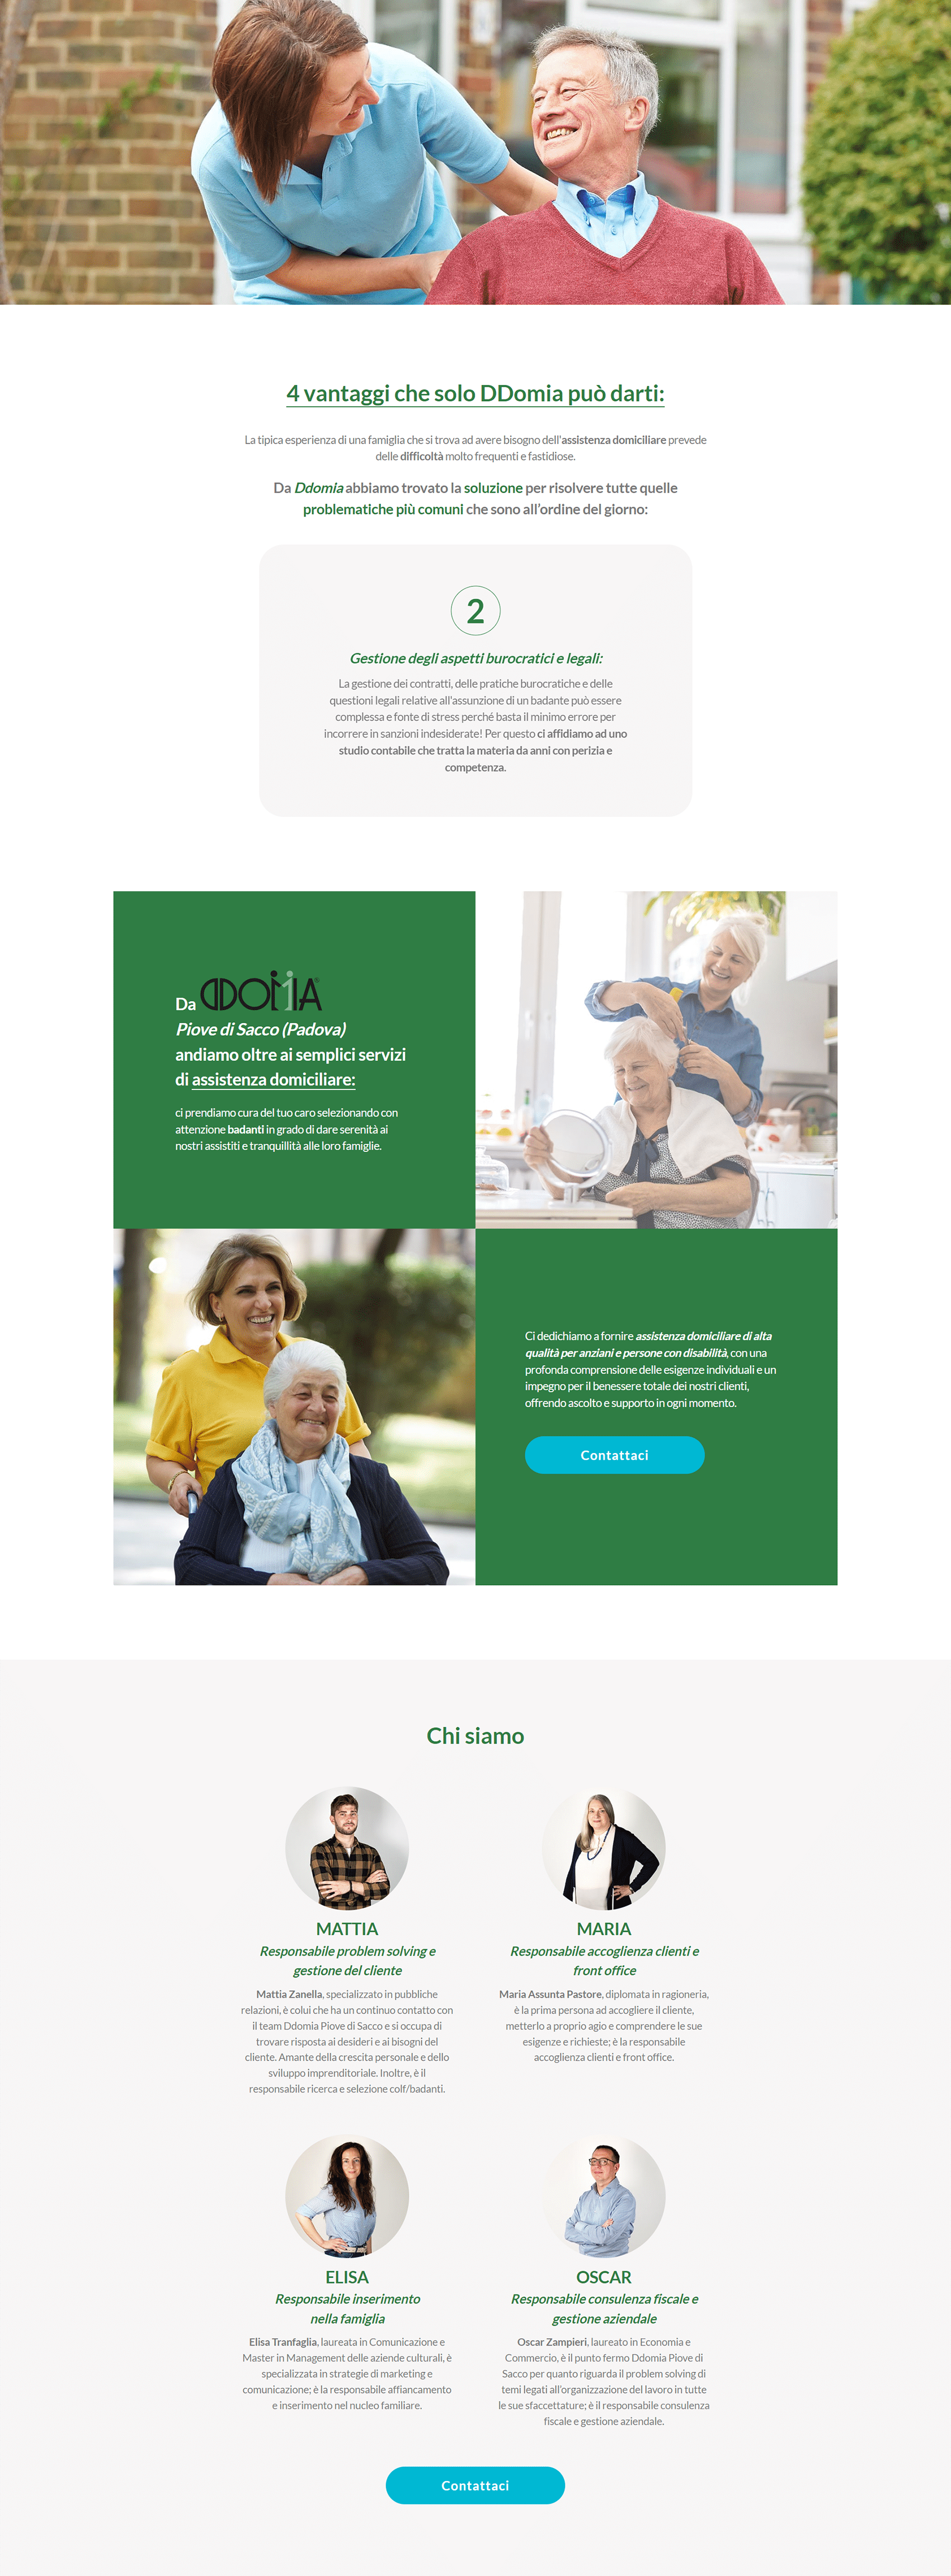 4 vantaggi che solo DDomia può darti:
La tipica esperienza di una famiglia che si trova ad avere bisogno dell'assistenza domiciliare prevede
delle difficoltà molto frequenti e fastidiose.
Da Ddomia abbiamo trovato la soluzione per risolvere tutte quelle
problematiche più comuni che sono all’ordine del giorno:
2
Gestione degli aspetti burocratici e legali:
La gestione dei contratti, delle pratiche burocratiche e delle
questioni legali relative all'assunzione di un badante può essere
complessa e fonte di stress perché basta il minimo errore per
incorrere in sanzioni indesiderate! Per questo ci affidiamo ad uno
studio contabile che tratta la materia da anni con perizia e
competenza.
Da DDOMIA®
Piove di Sacco (Padova)
andiamo oltre ai semplici servizi
di assistenza domiciliare:
ci prendiamo cura del tuo caro selezionando con
attenzione badanti in grado di dare serenità ai
nostri assistiti e tranquillità alle loro famiglie.
Ci dedichiamo a fornire assistenza domiciliare di alta
qualità per anziani e persone con disabilità, con una
profonda comprensione delle esigenze individuali e un
impegno per il benessere totale dei nostri clienti,
offrendo ascolto e supporto in ogni momento.
Contattaci
Chi siamo
MATTIA
Responsabile problem solving e
gestione del cliente
Mattia Zanella, specializzato in pubbliche
relazioni, è colui che ha un continuo contatto con
il team Ddomia Piove di Sacco e si occupa di
trovare risposta ai desideri e ai bisogni del
cliente. Amante della crescita personale e dello
sviluppo imprenditoriale. Inoltre, è il
responsabile ricerca e selezione colf/badanti.
MARIA
Responsabile accoglienza clienti e
front office
Maria Assunta Pastore, diplomata in ragioneria,
è la prima persona ad accogliere il cliente,
metterlo a proprio agio e comprendere le sue
esigenze e richieste; è la responsabile
accoglienza clienti e front office.
ELISA
Responsabile inserimento
nella famiglia
Elisa Tranfaglia, laureata in Comunicazione e
Master in Management delle aziende culturali, è
specializzata in strategie di marketing e
comunicazione; è la responsabile affiancamento
e inserimento nel nucleo familiare.
OSCAR
Responsabile consulenza fiscale e
gestione aziendale
Oscar Zampieri, laureato in Economia e
Commercio, è il punto fermo Ddomia Piove di
Sacco per quanto riguarda il problem solving di
temi legati all’organizzazione del lavoro in tutte
le sue sfaccettature; è il responsabile consulenza
fiscale e gestione aziendale.
Contattaci